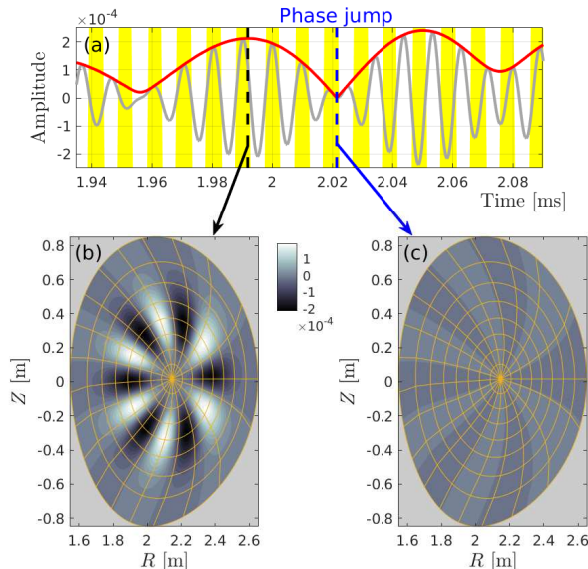 Phase jump
×10⁻⁴
(a)
Amplitude
2
1
0
-1
-2
1.94 1.96 1.98 2 2.02 2.04 2.06 2.08
Time [ms]
(b)
Z [m]
0.8
0.6
0.4
0.2
0
-0.2
-0.4
-0.6
-0.8
1.6 1.8 2 2.2 2.4 2.6
R [m]
1
0
-1
-2
×10⁻⁴
(c)
Z [m]
0.8
0.6
0.4
0.2
0
-0.2
-0.4
-0.6
-0.8
1.6 1.8 2 2.2 2.4 2.6
R [m]